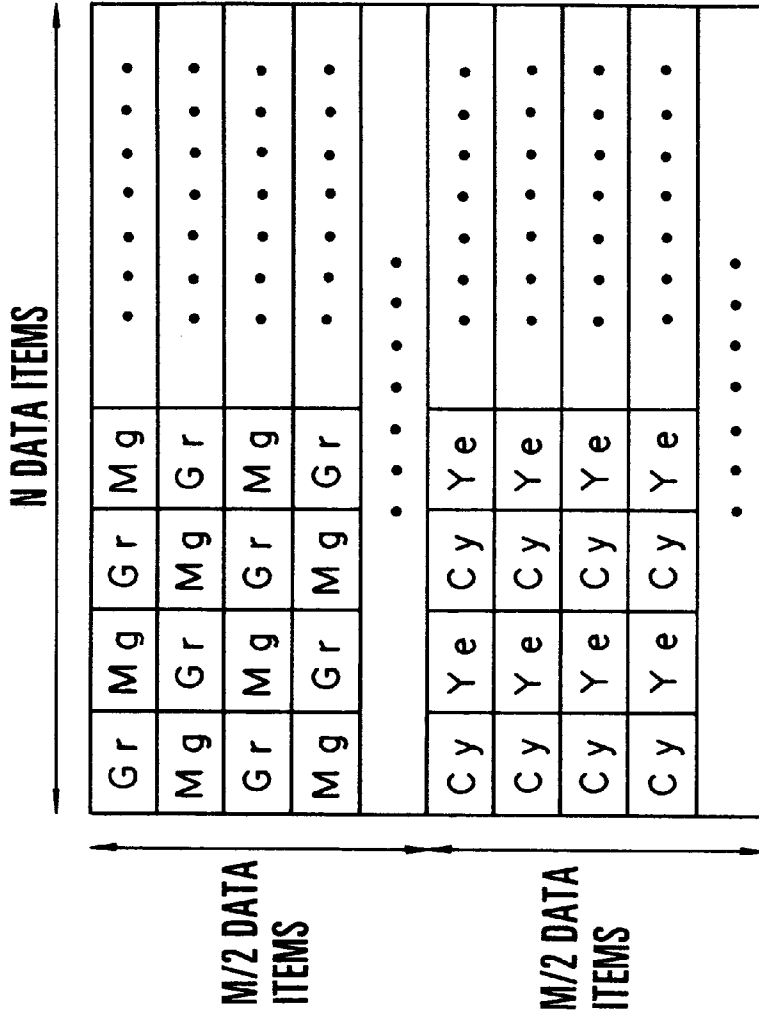 N DATA ITEMS
M/2 DATA
ITEMS
Gr Mg Gr Mg • • • • • • •
Mg Gr Mg Gr • • • • • • •
Gr Mg Gr Mg • • • • • • •
Mg Gr Mg Gr • • • • • • •
• • • • • • •
M/2 DATA
ITEMS
Cy Ye Cy Ye • • • • • • •
Cy Ye Cy Ye • • • • • • •
Cy Ye Cy Ye • • • • • • •
Cy Ye Cy Ye • • • • • • •
• • • • • • •